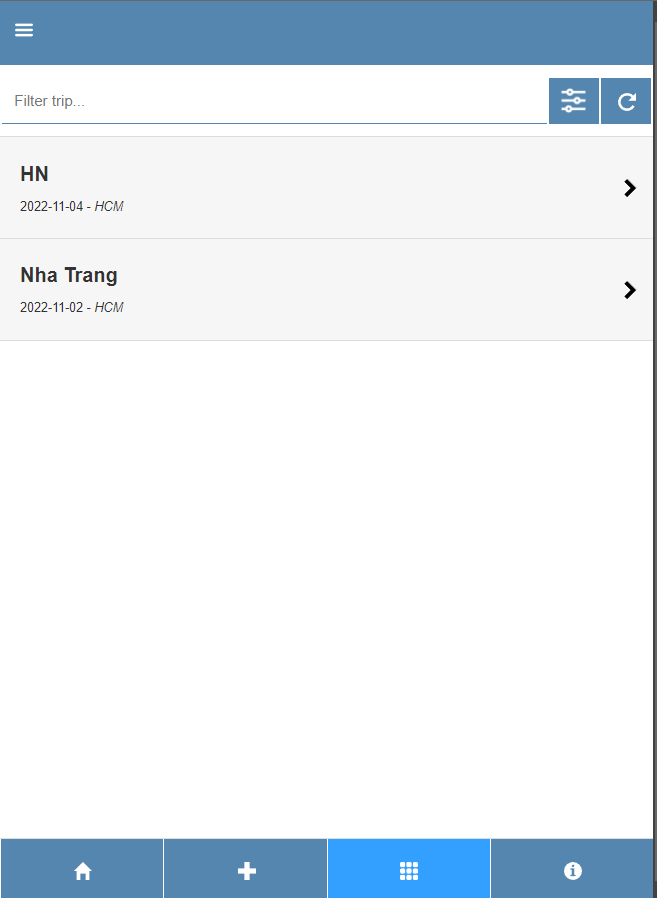 Filter trip...
HN
2022-11-04 - HCM
Nha Trang
2022-11-02 - HCM